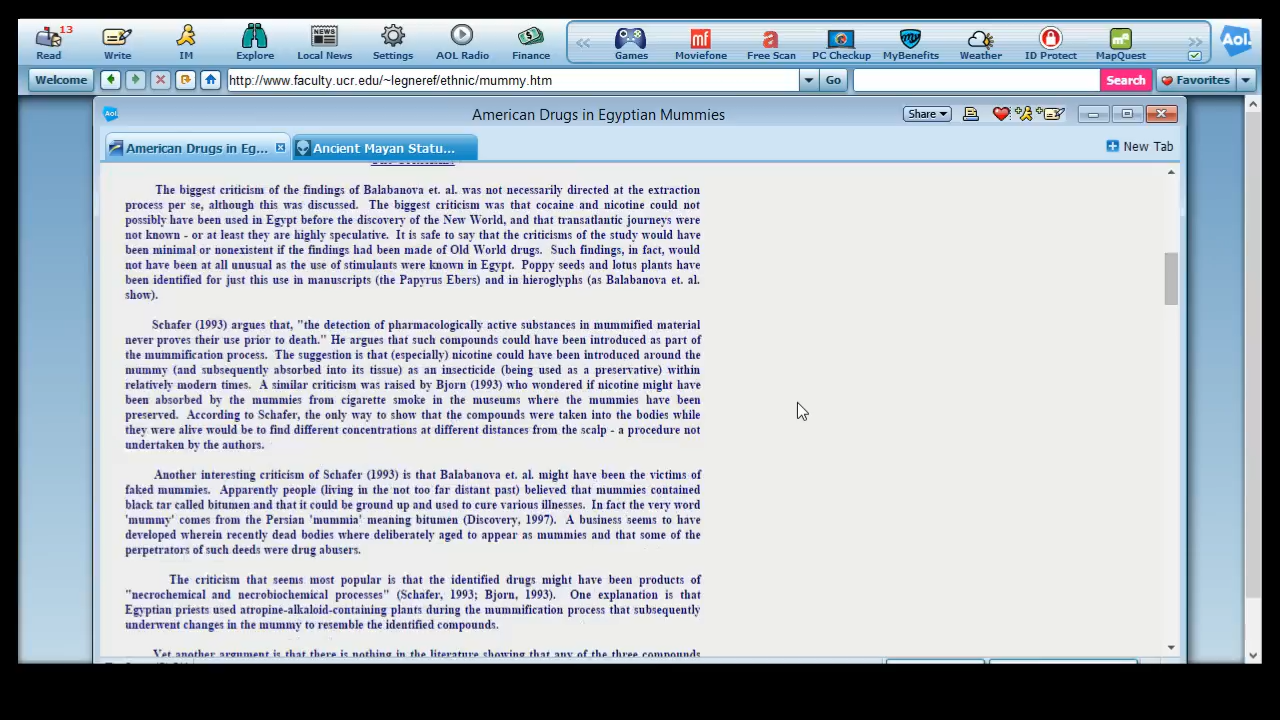 13
Read Write IM Explore Local News Settings AOL Radio Finance Games Moviefone Free Scan PC Checkup MyBenefits Weather ID Protect MapQuest Aol.
NEWS mf a mq
Welcome http://www.faculty.ucr.edu/~legneref/ethnic/mummy.htm Go Search Favorites
Aol. American Drugs in Egyptian Mummies Share
American Drugs in Eg... Ancient Mayan Statu... New Tab
The biggest criticism of the findings of Balabanova et. al. was not necessarily directed at the extraction
process per se, although this was discussed. The biggest criticism was that cocaine and nicotine could not
possibly have been used in Egypt before the discovery of the New World, and that transatlantic journeys were
not known - or at least they are highly speculative. It is safe to say that the criticisms of the study would have
been minimal or nonexistent if the findings had been made of Old World drugs. Such findings, in fact, would
not have been at all unusual as the use of stimulants were known in Egypt. Poppy seeds and lotus plants have
been identified for just this use in manuscripts (the Papyrus Ebers) and in hieroglyphs (as Balabanova et. al.
show).
Schafer (1993) argues that, "the detection of pharmacologically active substances in mummified material
never proves their use prior to death." He argues that such compounds could have been introduced as part of
the mummification process. The suggestion is that (especially) nicotine could have been introduced around the
mummy (and subsequently absorbed into its tissue) as an insecticide (being used as a preservative) within
relatively modern times. A similar criticism was raised by Bjorn (1993) who wondered if nicotine might have
been absorbed by the mummies from cigarette smoke in the museums where the mummies have been
preserved. According to Schafer, the only way to show that the compounds were taken into the bodies while
they were alive would be to find different concentrations at different distances from the scalp - a procedure not
undertaken by the authors.
Another interesting criticism of Schafer (1993) is that Balabanova et. al. might have been the victims of
faked mummies. Apparently people (living in the not too far distant past) believed that mummies contained
black tar called bitumen and that it could be ground up and used to cure various illnesses. In fact the very word
'mummy' comes from the Persian 'mummia' meaning bitumen (Discovery, 1997). A business seems to have
developed wherein recently dead bodies where deliberately aged to appear as mummies and that some of the
perpetrators of such deeds were drug abusers.
The criticism that seems most popular is that the identified drugs might have been products of
"necrochemical and necrobiochemical processes" (Schafer, 1993; Bjorn, 1993). One explanation is that
Egyptian priests used atropine-alkaloid-containing plants during the mummification process that subsequently
underwent changes in the mummy to resemble the identified compounds.
Yet another argument is that there is nothing in the literature showing that any of the three compounds